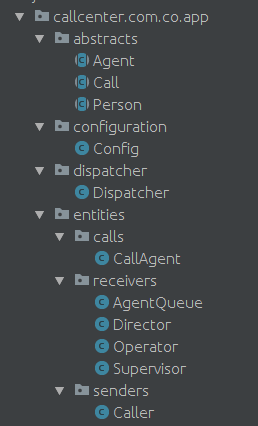 callcenter.com.co.app
abstracts
Agent
Call
Person
configuration
Config
dispatcher
Dispatcher
entities
calls
CallAgent
receivers
AgentQueue
Director
Operator
Supervisor
senders
Caller